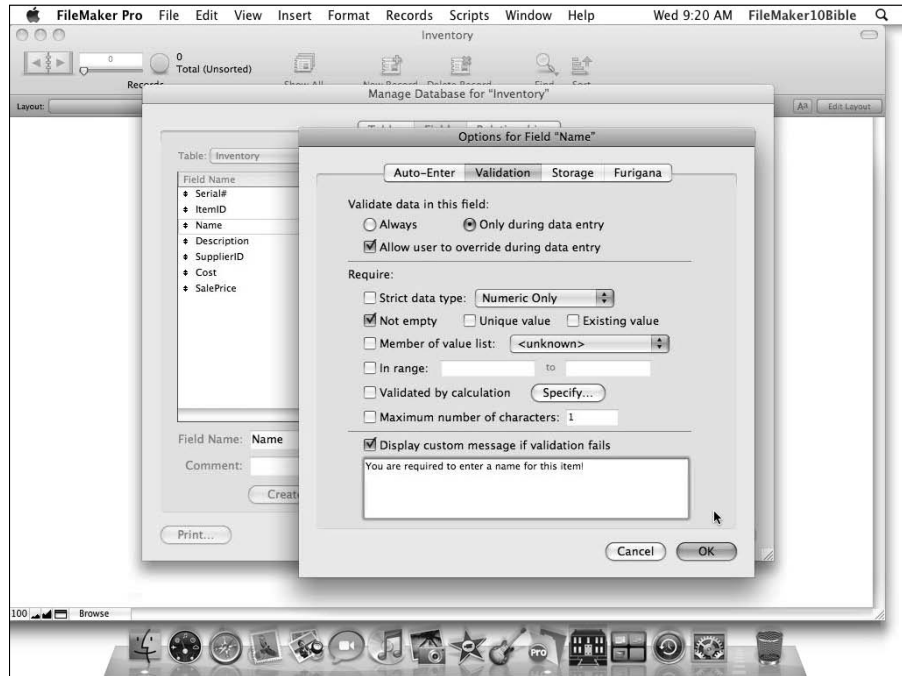 FileMaker Pro File Edit View Insert Format Records Scripts Window Help Wed 9:20 AM FileMaker10Bible
Inventory
0
0
Total (Unsorted)
Records Show All New Record Delete Record Find Sort
Manage Database for "Inventory"
Layout: Aa Edit Layout
Options for Field "Name"
Table: Inventory
Auto-Enter Validation Storage Furigana
Field Name
Serial#
ItemID
Name
Description
SupplierID
Cost
SalePrice
Validate data in this field:
Always Only during data entry
Allow user to override during data entry
Require:
Strict data type: Numeric Only
Not empty Unique value Existing value
Member of value list: <unknown>
In range: to
Validated by calculation Specify...
Maximum number of characters: 1
Display custom message if validation fails
You are required to enter a name for this item!
Field Name: Name
Comment:
Create
Print...
Cancel OK
100 Browse
Pro